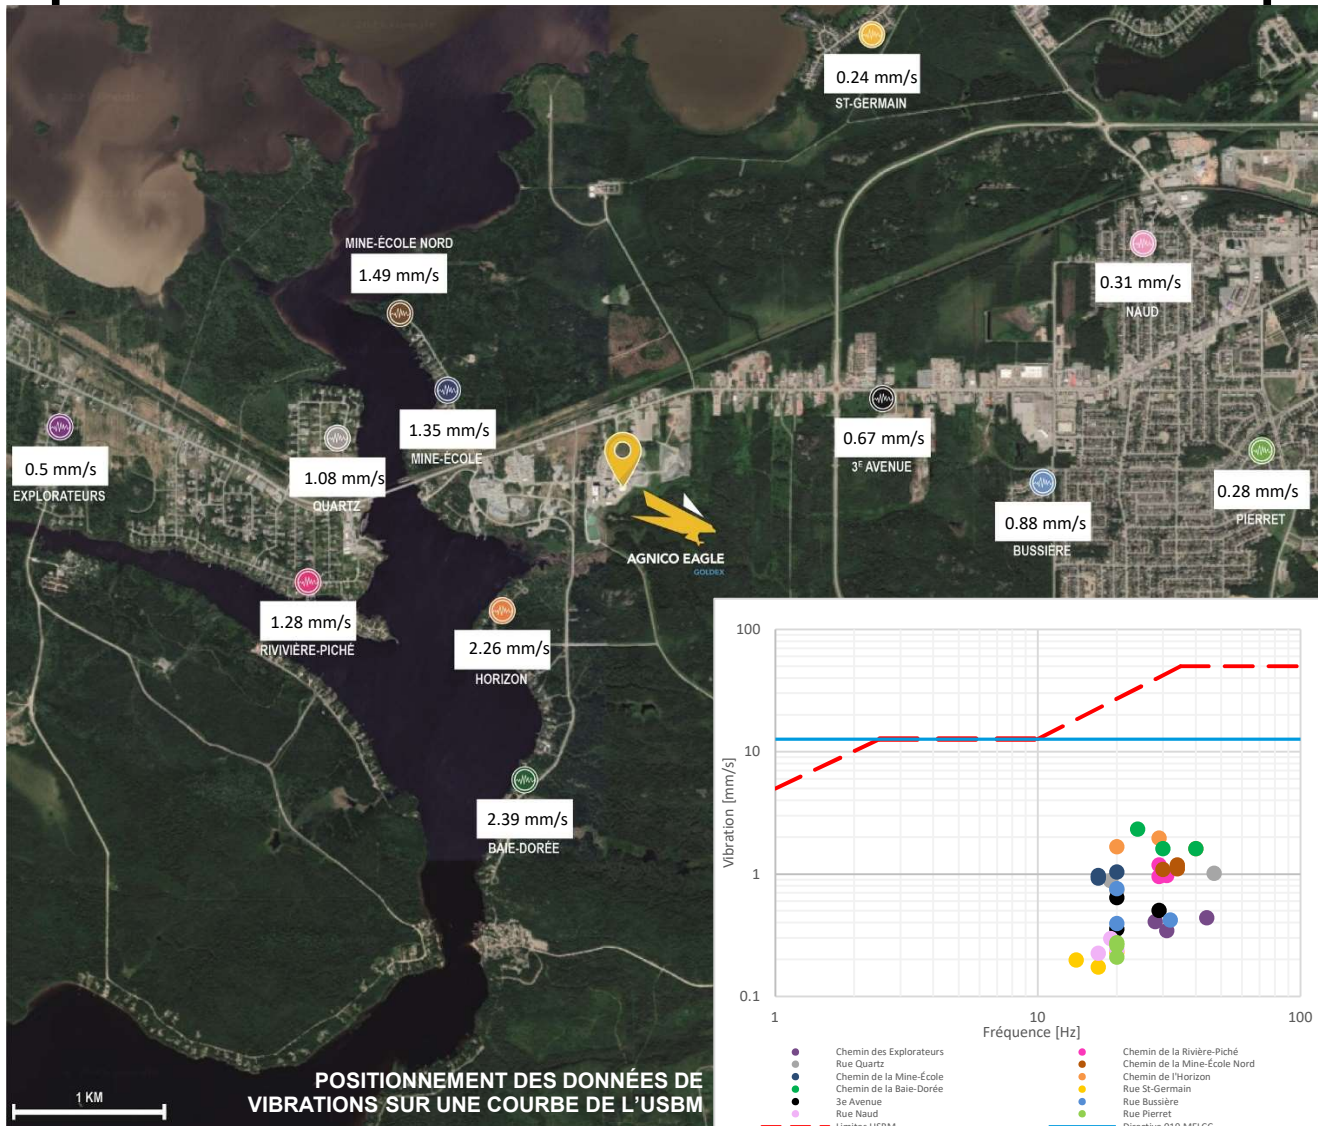 0.24 mm/s
ST-GERMAIN
MINE-ÉCOLE NORD
1.49 mm/s
0.31 mm/s
NAUD
1.35 mm/s
MINE-ÉCOLE
0.5 mm/s
EXPLORATEURS
1.08 mm/s
QUARTZ
0.67 mm/s
3E AVENUE
0.88 mm/s
BUSSIÈRE
0.28 mm/s
PIERRET
AGNICO EAGLE
GOLDEX
1.28 mm/s
RIVIVIÈRE-PICHÉ
2.26 mm/s
HORIZON
2.39 mm/s
BAIE-DORÉE
1 KM
POSITIONNEMENT DES DONNÉES DE
VIBRATIONS SUR UNE COURBE DE L'USBM
100
10
1
0.1
Vibration [mm/s]
1
10
100
Fréquence [Hz]
Chemin des Explorateurs
Rue Quartz
Chemin de la Mine-École
Chemin de la Baie-Dorée
3e Avenue
Rue Naud
Limites USBM
Chemin de la Rivière-Piché
Chemin de la Mine-École Nord
Chemin de l'Horizon
Rue St-Germain
Rue Bussière
Rue Pierret
Directive 019 MELCC